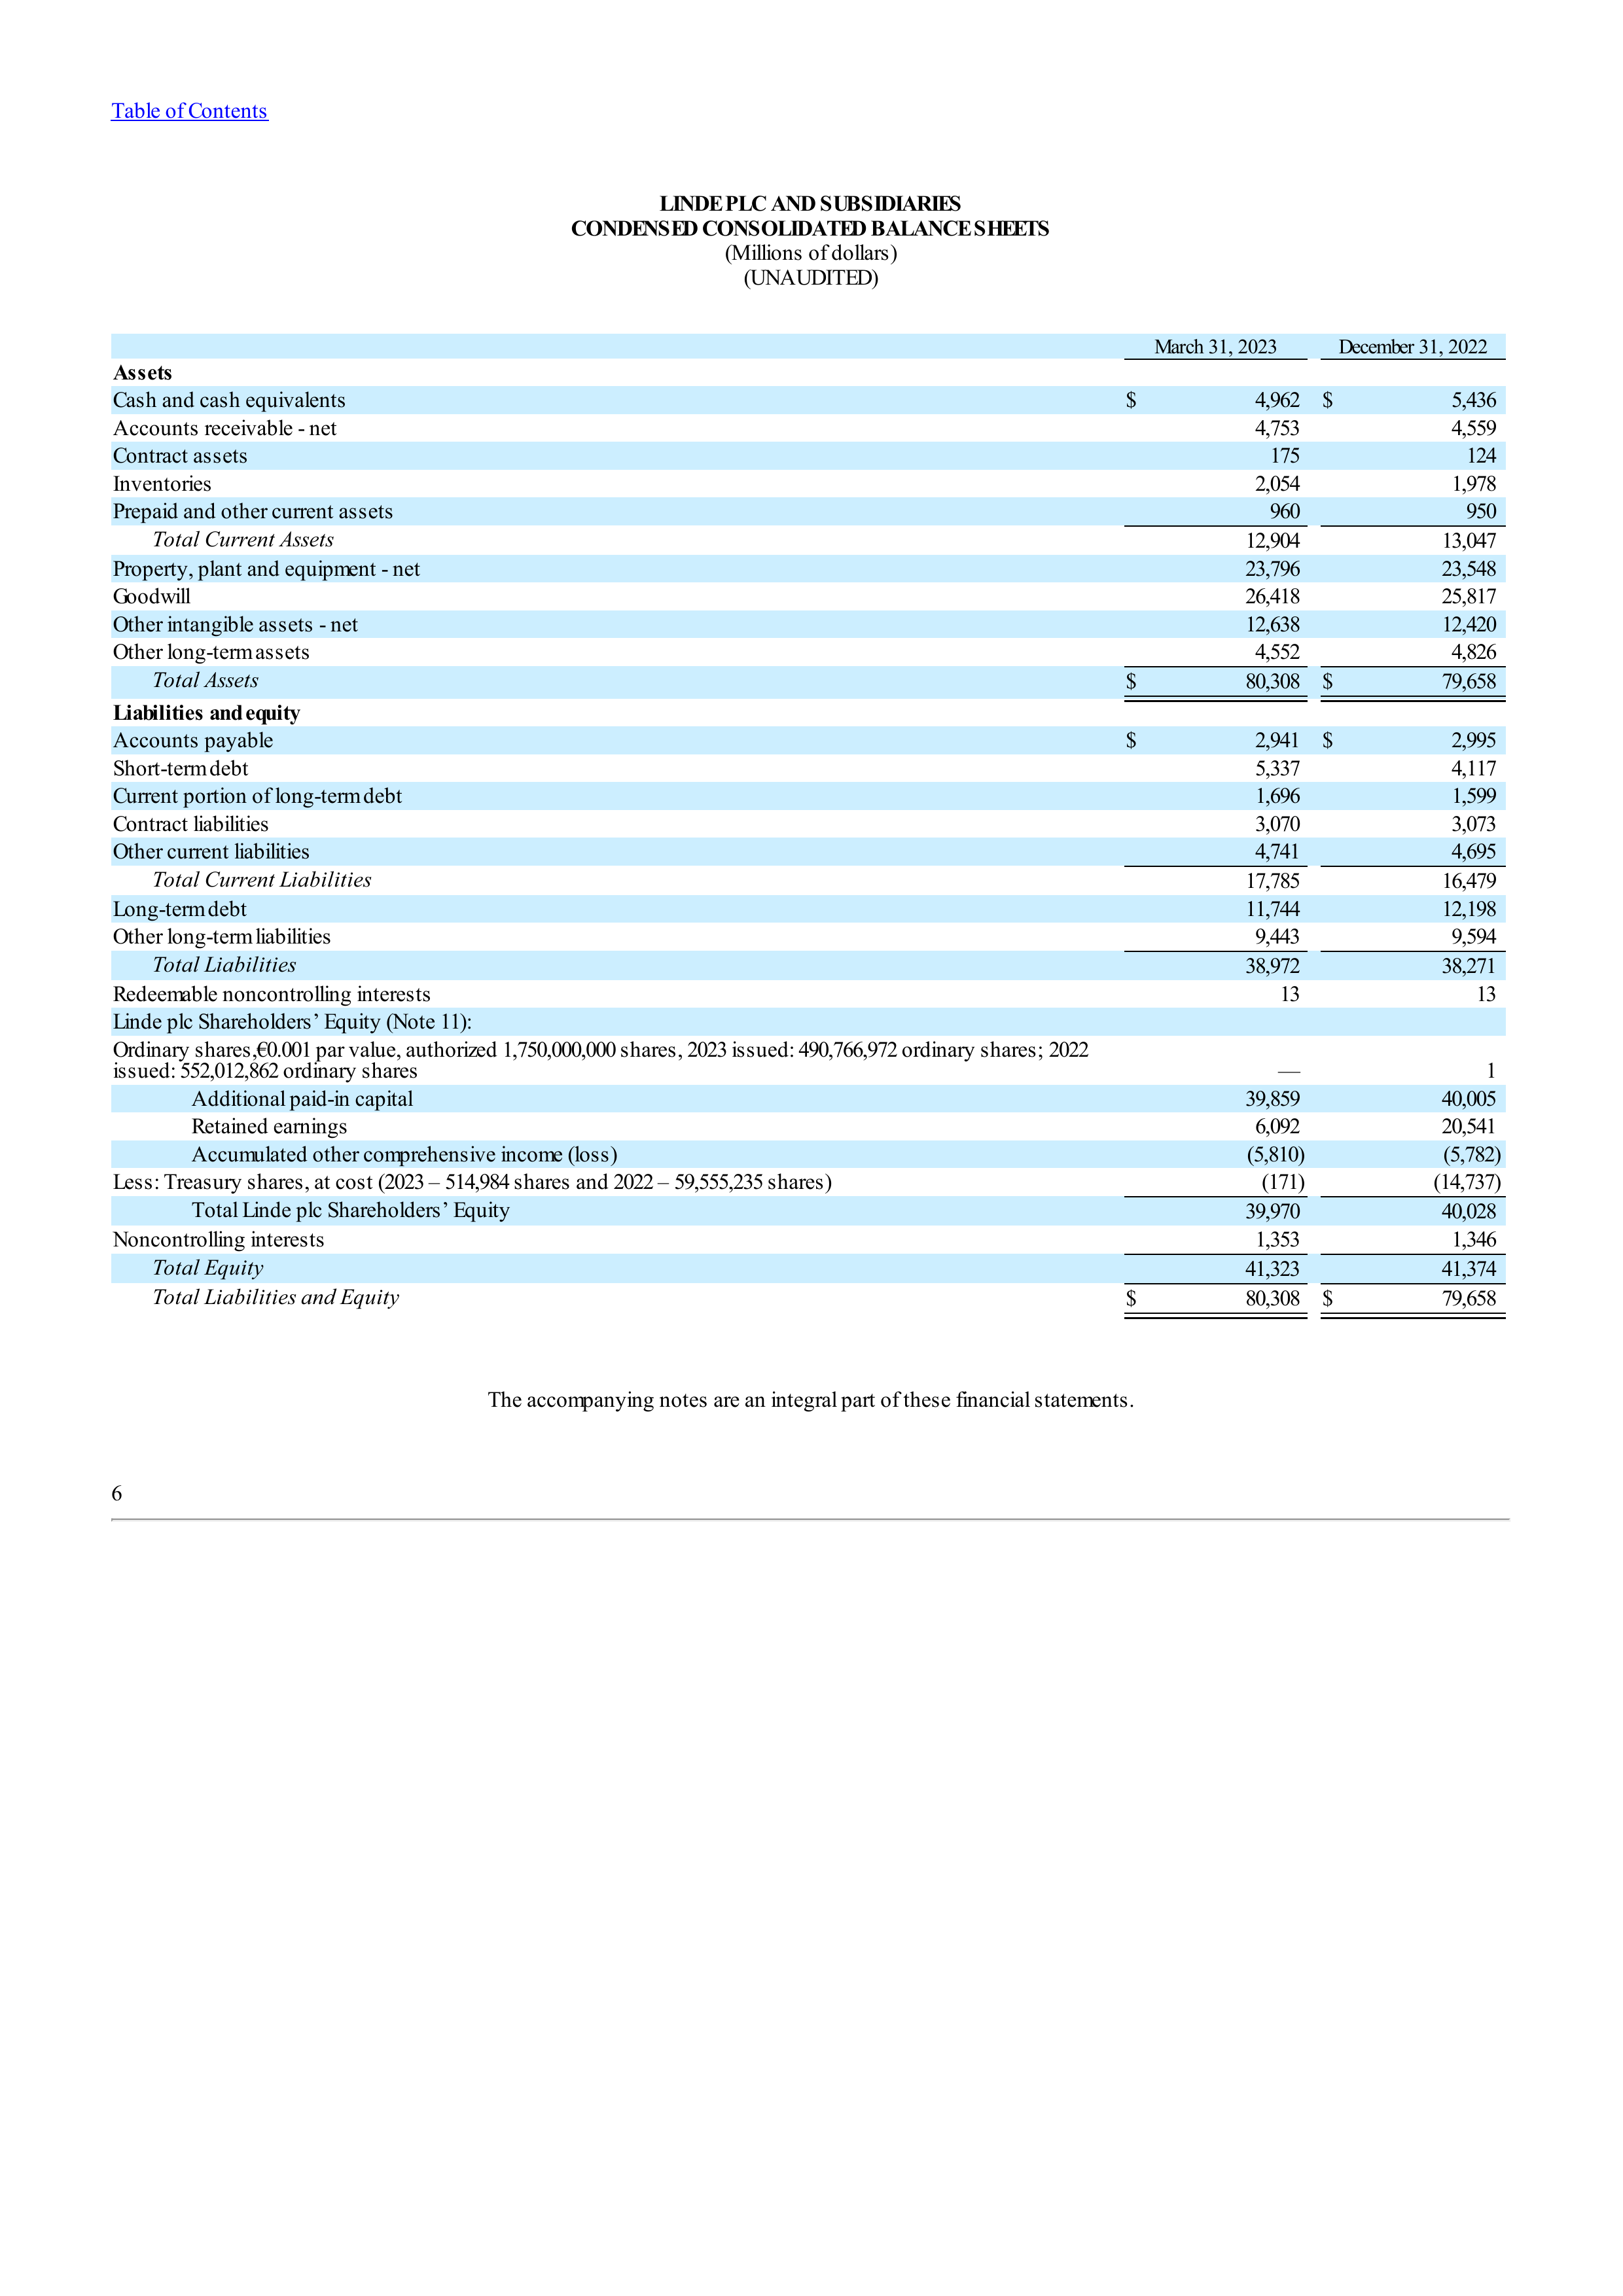 Table of Contents
LINDE PLC AND SUBSIDIARIES
CONDENSED CONSOLIDATED BALANCE SHEETS
(Millions of dollars)
(UNAUDITED)
March 31, 2023 December 31, 2022
Assets
Cash and cash equivalents $ 4,962 $ 5,436
Accounts receivable - net 4,753 4,559
Contract assets 175 124
Inventories 2,054 1,978
Prepaid and other current assets 960 950
Total Current Assets 12,904 13,047
Property, plant and equipment - net 23,796 23,548
Goodwill 26,418 25,817
Other intangible assets - net 12,638 12,420
Other long-term assets 4,552 4,826
Total Assets $ 80,308 $ 79,658
Liabilities and equity
Accounts payable $ 2,941 $ 2,995
Short-term debt 5,337 4,117
Current portion of long-term debt 1,696 1,599
Contract liabilities 3,070 3,073
Other current liabilities 4,741 4,695
Total Current Liabilities 17,785 16,479
Long-term debt 11,744 12,198
Other long-term liabilities 9,443 9,594
Total Liabilities 38,972 38,271
Redeemable noncontrolling interests 13 13
Linde plc Shareholders’ Equity (Note 11):
Ordinary shares,€0.001 par value, authorized 1,750,000,000 shares, 2023 issued: 490,766,972 ordinary shares; 2022
issued: 552,012,862 ordinary shares — 1
Additional paid-in capital 39,859 40,005
Retained earnings 6,092 20,541
Accumulated other comprehensive income (loss) (5,810) (5,782)
Less: Treasury shares, at cost (2023 – 514,984 shares and 2022 – 59,555,235 shares) (171) (14,737)
Total Linde plc Shareholders’ Equity 39,970 40,028
Noncontrolling interests 1,353 1,346
Total Equity 41,323 41,374
Total Liabilities and Equity $ 80,308 $ 79,658
The accompanying notes are an integral part of these financial statements.
6